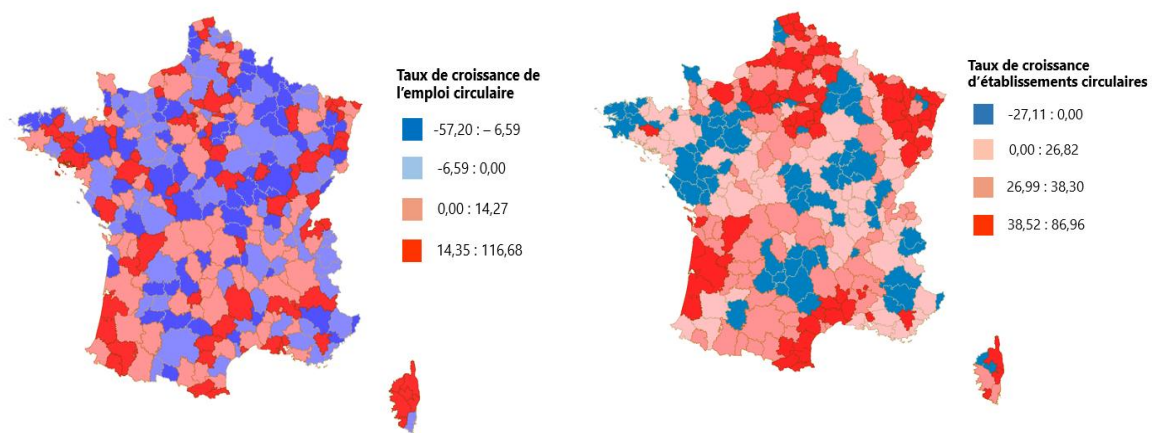 Taux de croissance de
l'emploi circulaire
-57,20 : – 6,59
-6,59 : 0,00
0,00 : 14,27
14,35 : 116,68
Taux de croissance
d'établissements circulaires
-27,11 : 0,00
0,00 : 26,82
26,99 : 38,30
38,52 : 86,96